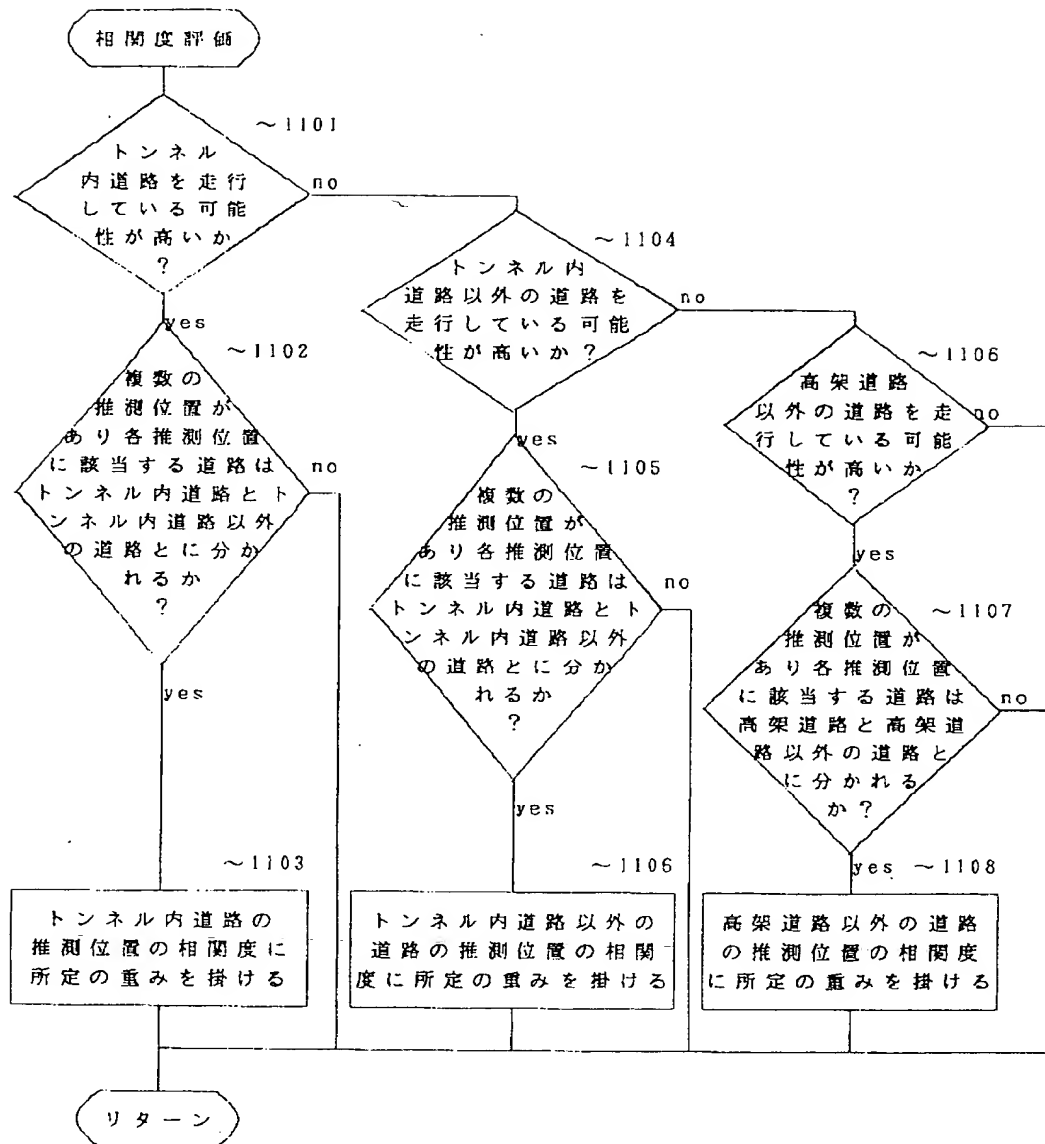 相関度評価
～1101
トンネル
内道路を走行
している可能
性が高いか
？
no
yes
～1102
複数の
推測位置が
あり各推測位置
に該当する道路は
トンネル内道路とト
ンネル内道路以外
の道路とに分か
れるか
？
no
yes
～1103
トンネル内道路の
推測位置の相関度に
所定の重みを掛ける
～1104
トンネル内
道路以外の道路を
走行している可能
性が高いか？
no
yes
～1105
複数の
推測位置が
あり各推測位置
に該当する道路は
トンネル内道路とト
ンネル内道路以外
の道路とに分か
れるか
？
no
yes
～1106
トンネル内道路以外の
道路の推測位置の相関
度に所定の重みを掛ける
～1106
高架道路
以外の道路を走
行している可能
性が高いか
？
no
yes
～1107
複数の
推測位置が
あり各推測位置
に該当する道路は
高架道路と高架道
路以外の道路と
に分かれる
か？
no
yes
～1108
高架道路以外の道路
の推測位置の相関度
に所定の重みを掛ける
リターン